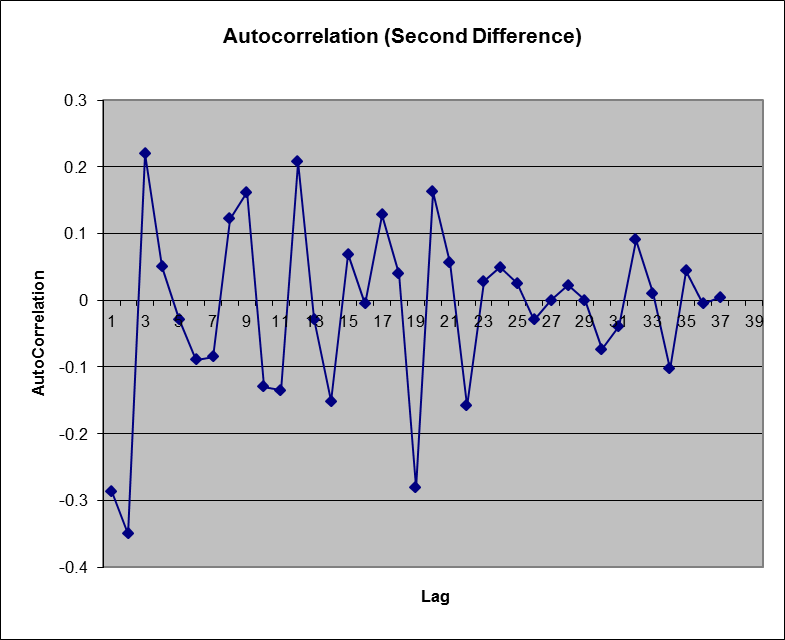 Autocorrelation (Second Difference)
0.3
0.2
0.1
0
-0.1
-0.2
-0.3
-0.4
1 3 5 7 9 11 13 15 17 19 21 23 25 27 29 31 33 35 37 39
AutoCorrelation
Lag